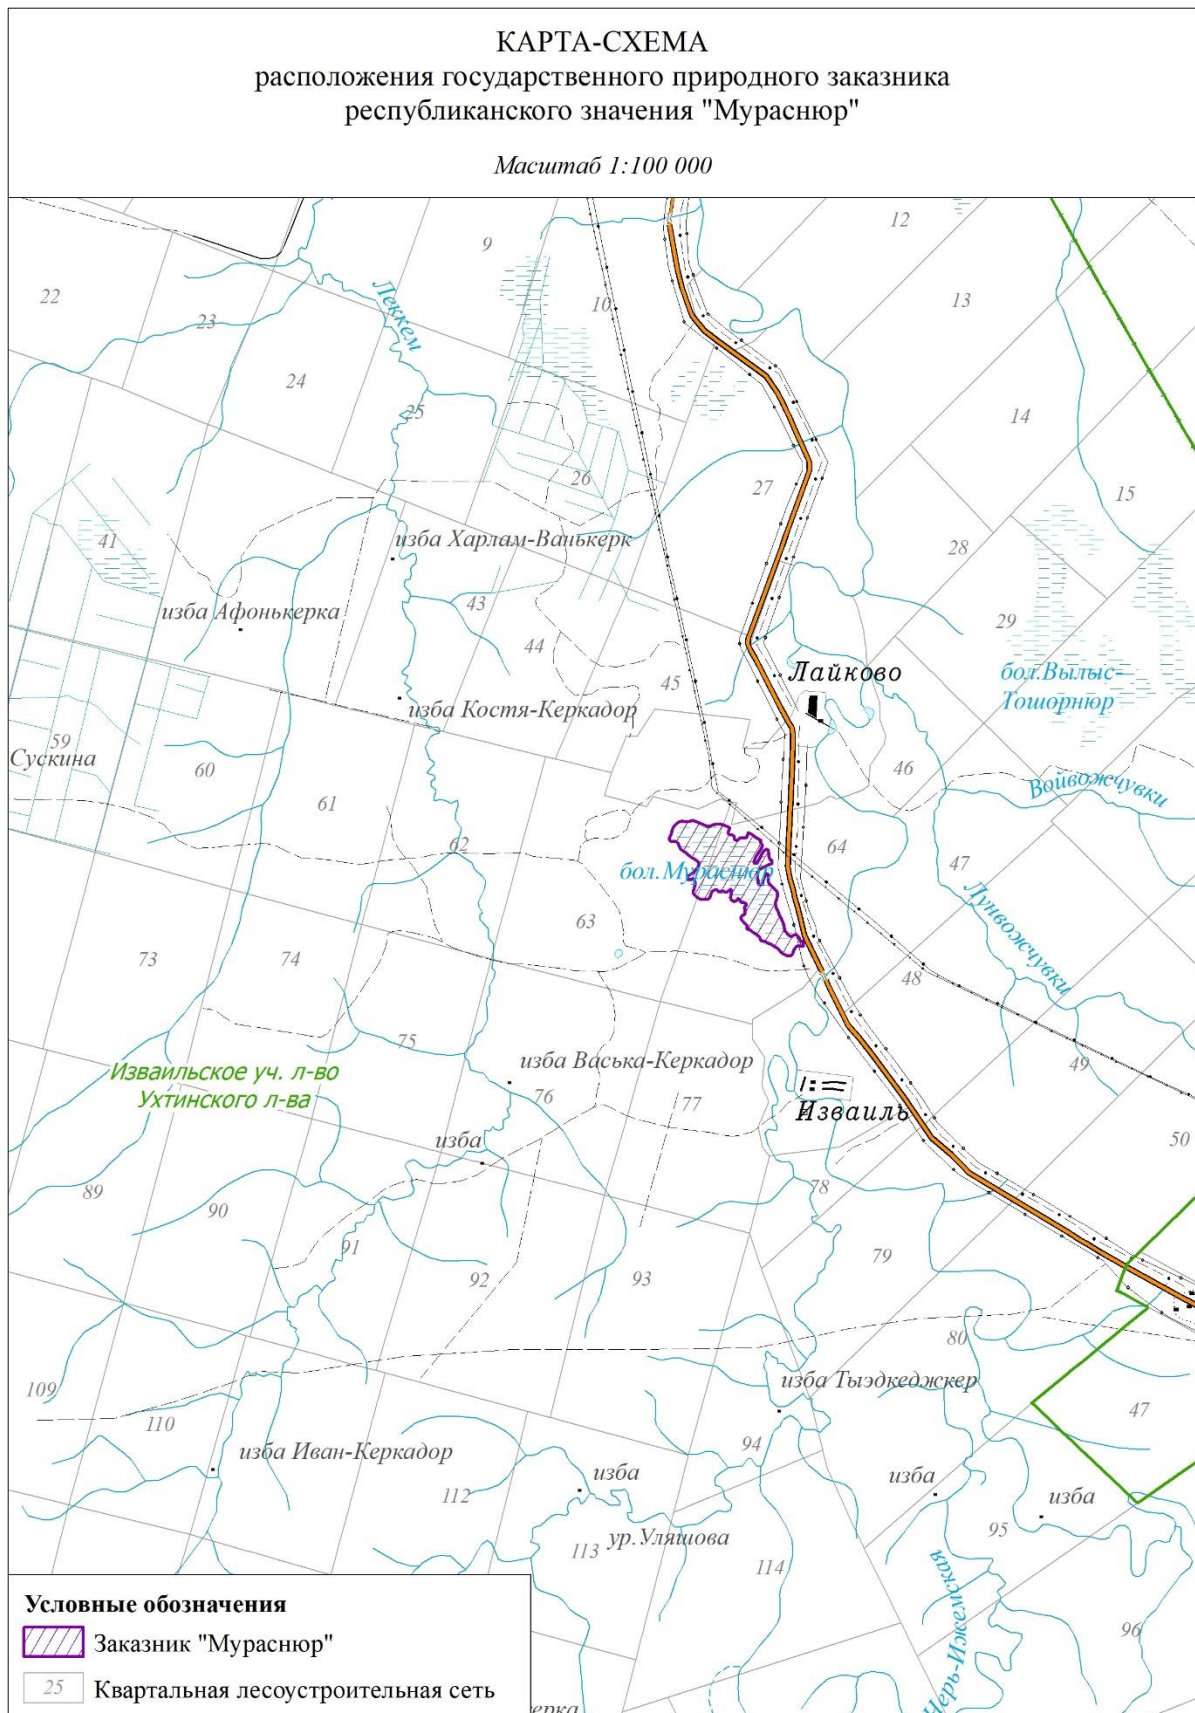 КАРТА-СХЕМА
расположения государственного природного заказника
республиканского значения "Мураснюр"
Масштаб 1:100 000
12
9
22
10
13
23
Леккем
24
25
14
26
27
15
41
изба Харлам-Ванькерк
28
изба Афонькерка
43
29
44
Лайково
45
бол.Вылыс-
Тошорнюр
изба Костя-Керкадор
59
Сускина
60
46
Войвожчувки
61
62
64
47
бол.Мураснюр
Лунвожчувки
63
73
74
48
75
изба Васька-Керкадор
49
Изваильское уч. л-во
Ухтинского л-ва
76
77
Изваиль
изба
50
89
78
90
91
79
92
93
80
изба Тыэдкеджкер
109
110
47
94
изба Иван-Керкадор
изба
изба
112
изба
95
ур.Уляшова
113
114
Нерь-Ижемская
96
Условные обозначения
Заказник "Мураснюр"
25
Квартальная лесоустроительная сеть